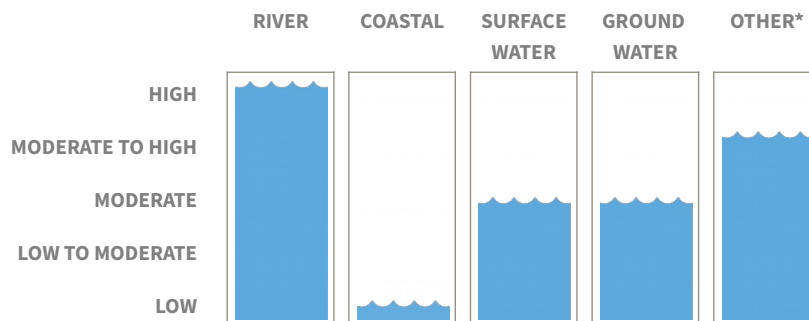 RIVER COASTAL SURFACE WATER GROUND WATER OTHER*
HIGH
MODERATE TO HIGH
MODERATE
LOW TO MODERATE
LOW